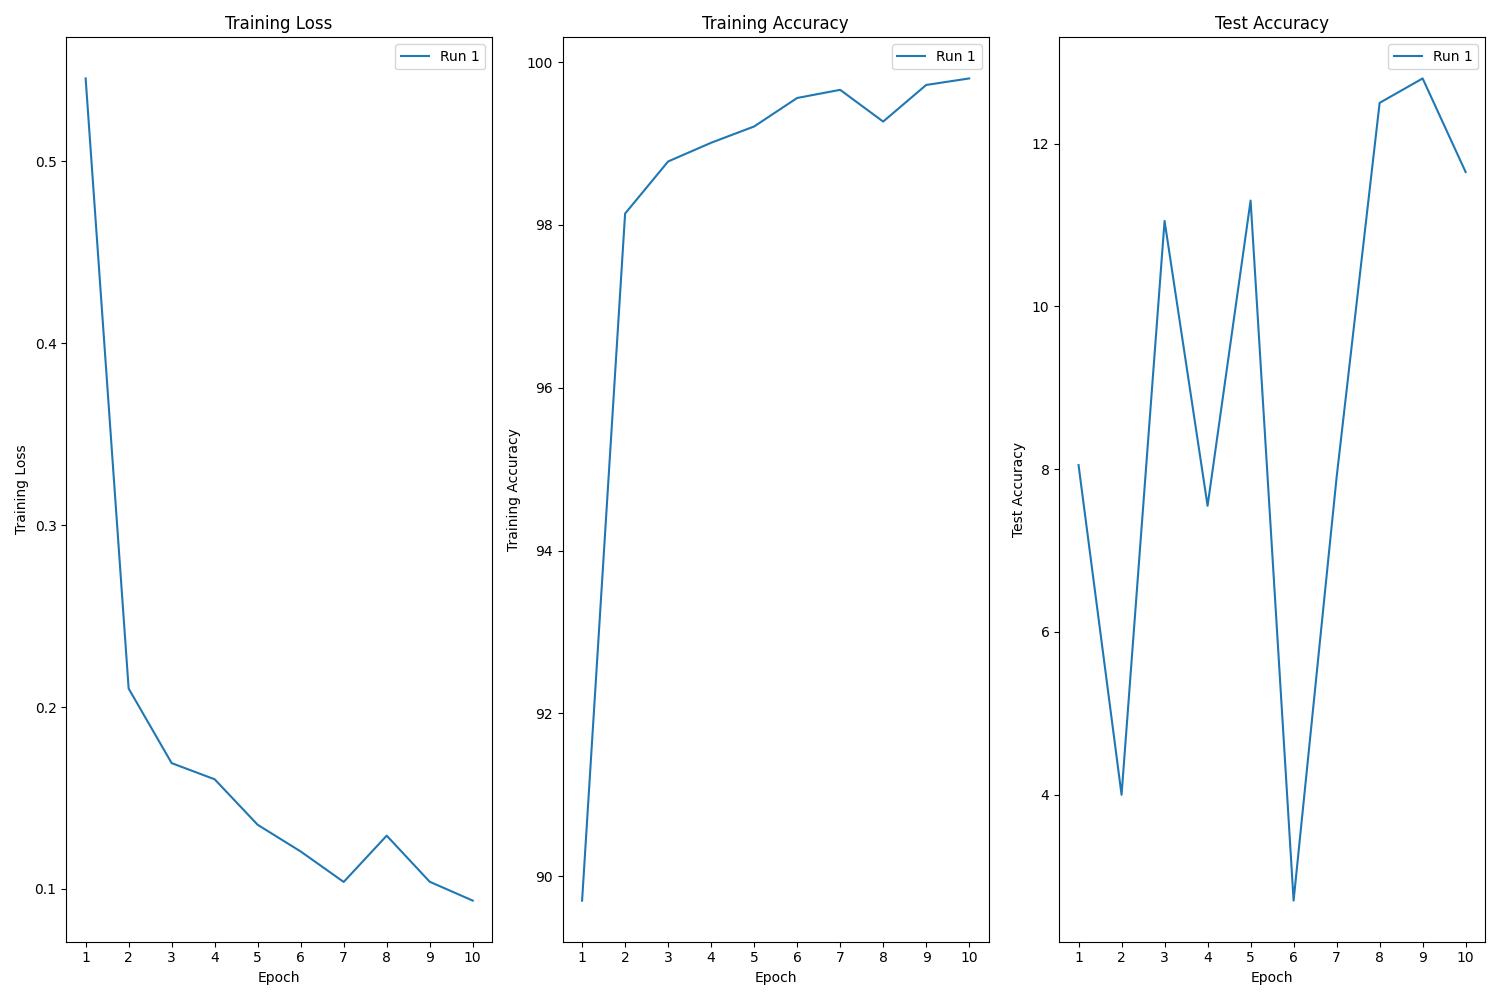 Training Loss
Run 1
0.5
0.4
0.3
0.2
0.1
Training Loss
1 2 3 4 5 6 7 8 9 10
Epoch
Training Accuracy
Run 1
100
98
96
94
92
90
Training Accuracy
1 2 3 4 5 6 7 8 9 10
Epoch
Test Accuracy
Run 1
12
10
8
6
4
Test Accuracy
1 2 3 4 5 6 7 8 9 10
Epoch